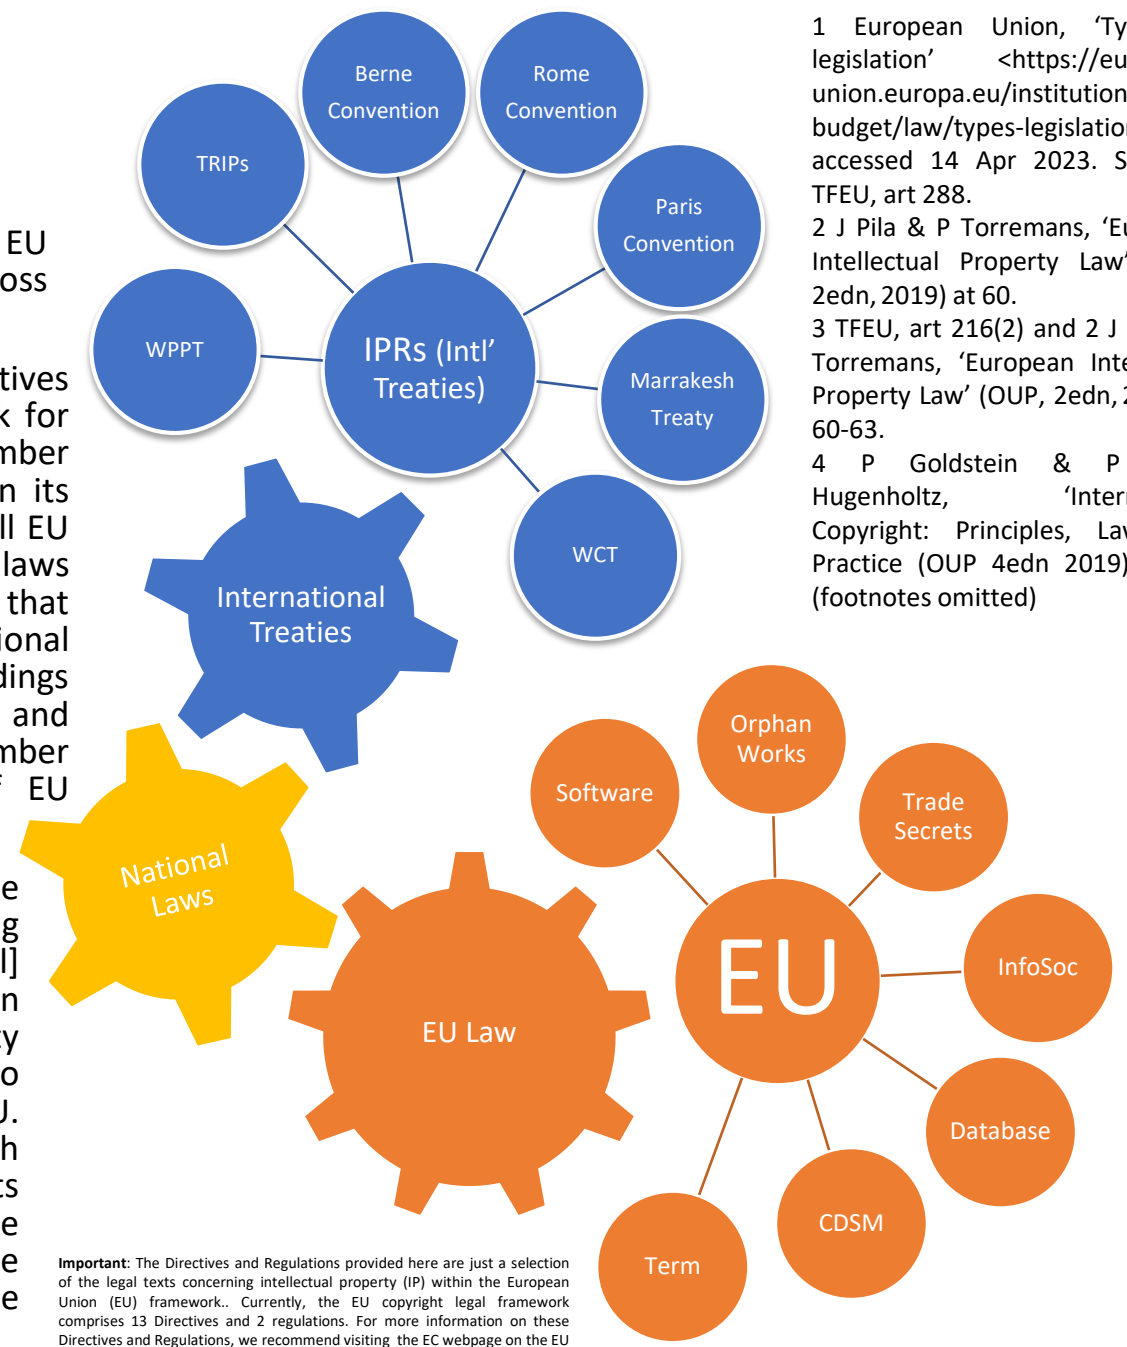 EU
oss
tives
k for
mber
n its
ll EU
laws
that
ional
dings
and
mber
f EU
e
g
l]
n
ty
o
J.
h
ts
e
e
e
Berne
Convention
Rome
Convention
TRIPs
Paris
Convention
WPPT
IPRs (Intl’
Treaties)
Marrakesh
Treaty
WCT
International
Treaties
National
Laws
EU Law
1 European Union, ‘Ty
legislation’ <https://eu
union.europa.eu/institution
budget/law/types-legislation
accessed 14 Apr 2023. S
TFEU, art 288.
2 J Pila & P Torremans, ‘Eu
Intellectual Property Law’
2edn, 2019) at 60.
3 TFEU, art 216(2) and 2 J
Torremans, ‘European Inte
Property Law’ (OUP, 2edn, 2
60-63.
4 P Goldstein & P
Hugenholtz, ‘Interr
Copyright: Principles, Law
Practice (OUP 4edn 2019)
(footnotes omitted)
Orphan
Works
Software
Trade
Secrets
EU
InfoSoc
Database
CDSM
Term
Important: The Directives and Regulations provided here are just a selection
of the legal texts concerning intellectual property (IP) within the European
Union (EU) framework.. Currently, the EU copyright legal framework
comprises 13 Directives and 2 regulations. For more information on these
Directives and Regulations, we recommend visiting the EC webpage on the EU